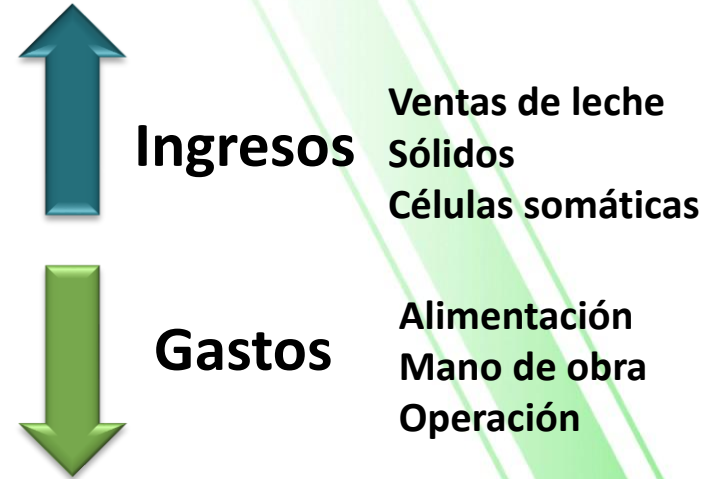 Ingresos
Ventas de leche
Sólidos
Células somáticas
Gastos
Alimentación
Mano de obra
Operación